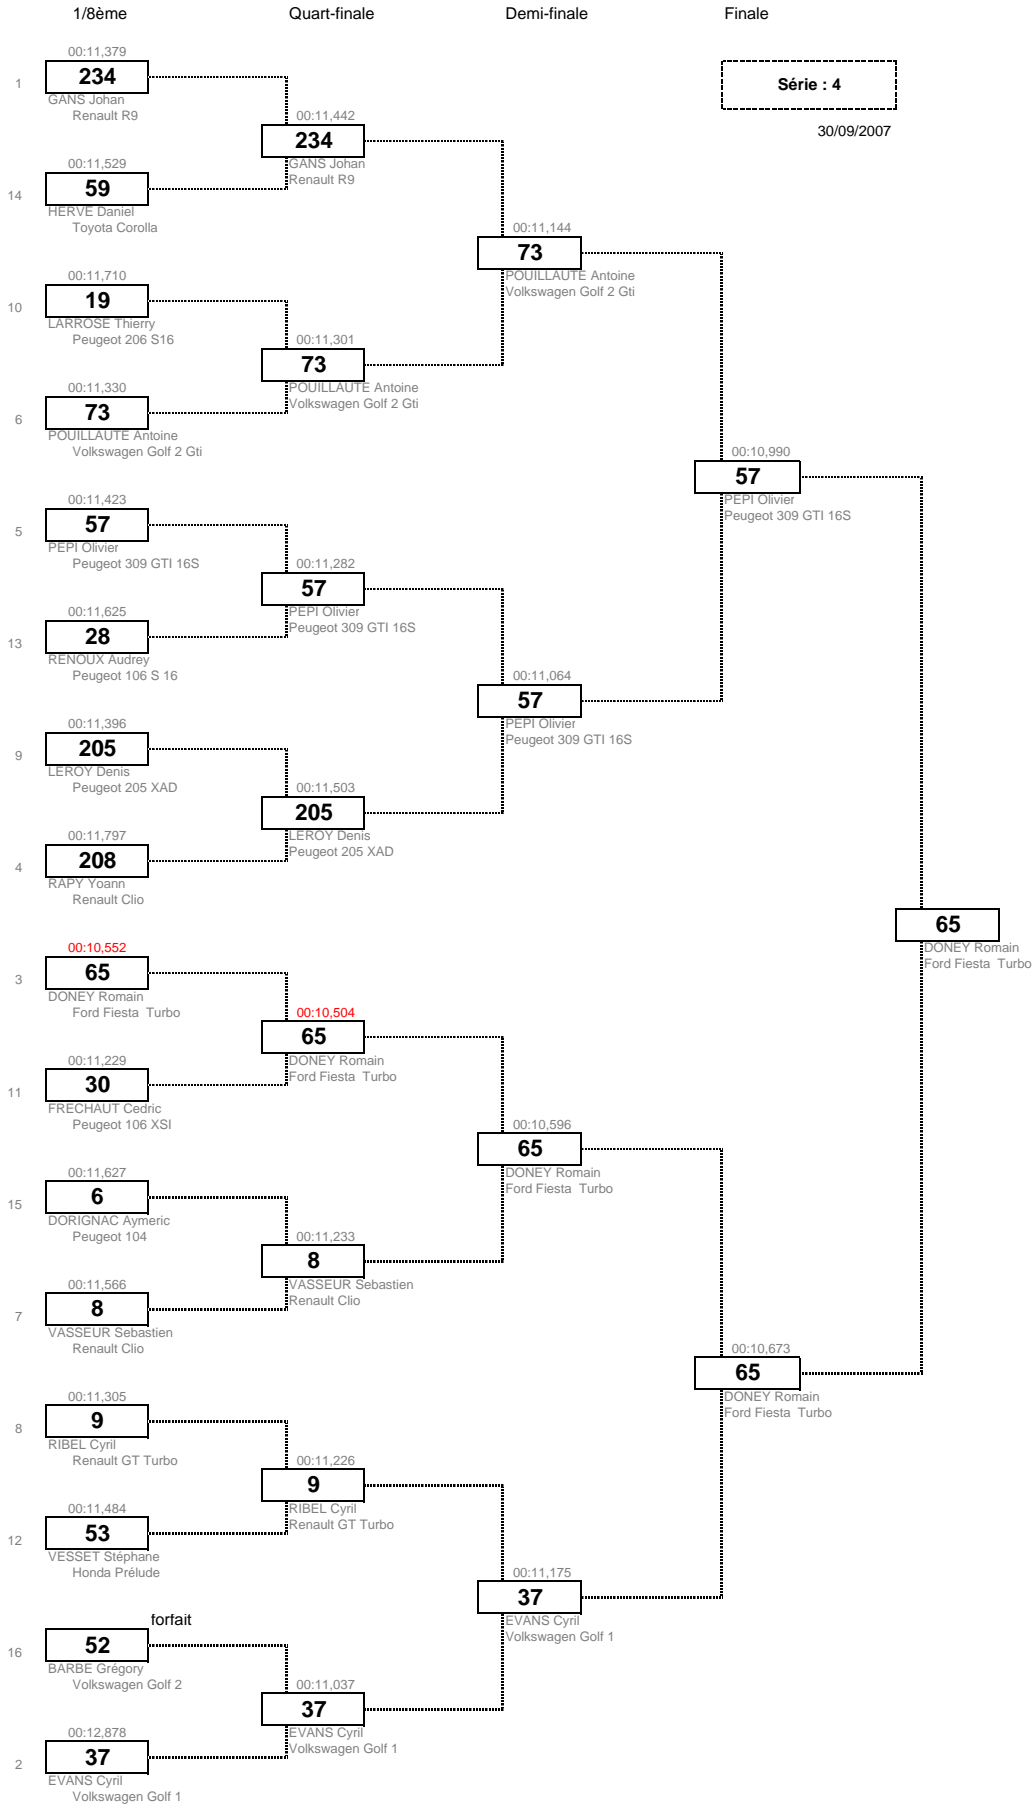 1/8ème Quart-finale Demi-finale Finale
Série : 4
30/09/2007
00:11,379
1 234
GANS Johan
Renault R9
00:11,442
234
GANS Johan
Renault R9
00:11,529
14 59
HERVE Daniel
Toyota Corolla
00:11,144
73
POUILLAUTE Antoine
Volkswagen Golf 2 Gti
00:11,710
10 19
LARROSE Thierry
Peugeot 206 S16
00:11,301
73
POUILLAUTE Antoine
Volkswagen Golf 2 Gti
00:11,330
6 73
POUILLAUTE Antoine
Volkswagen Golf 2 Gti
00:10,990
57
PEPI Olivier
Peugeot 309 GTI 16S
00:11,423
5 57
PEPI Olivier
Peugeot 309 GTI 16S
00:11,282
57
PEPI Olivier
Peugeot 309 GTI 16S
00:11,625
13 28
RENOUX Audrey
Peugeot 106 S 16
00:11,064
57
PEPI Olivier
Peugeot 309 GTI 16S
00:11,396
9 205
LEROY Denis
Peugeot 205 XAD
00:11,503
205
LEROY Denis
Peugeot 205 XAD
00:11,797
4 208
RAPY Yoann
Renault Clio
65
DONEY Romain
Ford Fiesta Turbo
00:10,552
3 65
DONEY Romain
Ford Fiesta Turbo
00:10,504
65
DONEY Romain
Ford Fiesta Turbo
00:11,229
11 30
FRECHAUT Cedric
Peugeot 106 XSI
00:10,596
65
DONEY Romain
Ford Fiesta Turbo
00:11,627
15 6
DORIGNAC Aymeric
Peugeot 104
00:11,233
8
VASSEUR Sebastien
Renault Clio
00:11,566
7 8
VASSEUR Sebastien
Renault Clio
00:10,673
65
DONEY Romain
Ford Fiesta Turbo
00:11,305
8 9
RIBEL Cyril
Renault GT Turbo
00:11,226
9
RIBEL Cyril
Renault GT Turbo
00:11,484
12 53
VESSET Stéphane
Honda Prélude
00:11,175
37
EVANS Cyril
Volkswagen Golf 1
forfait
16 52
BARBE Grégory
Volkswagen Golf 2
00:11,037
37
EVANS Cyril
Volkswagen Golf 1
00:12,878
2 37
EVANS Cyril
Volkswagen Golf 1